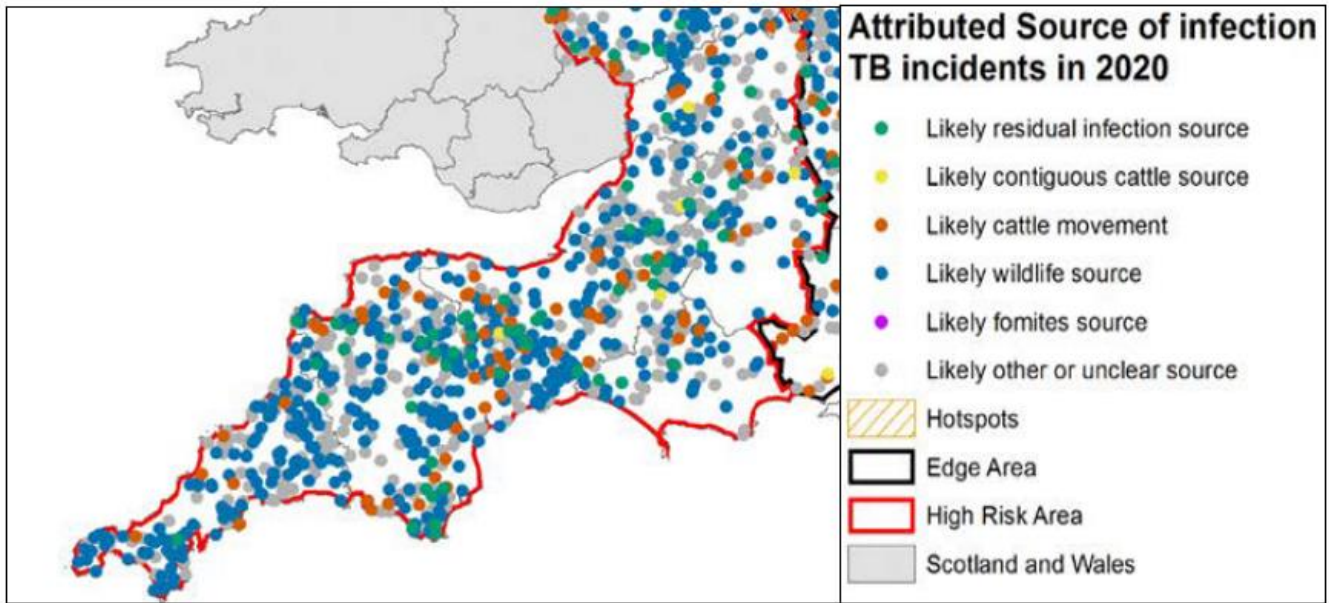 Attributed Source of infection
TB incidents in 2020
Likely residual infection source
Likely contiguous cattle source
Likely cattle movement
Likely wildlife source
Likely fomites source
Likely other or unclear source
Hotspots
Edge Area
High Risk Area
Scotland and Wales